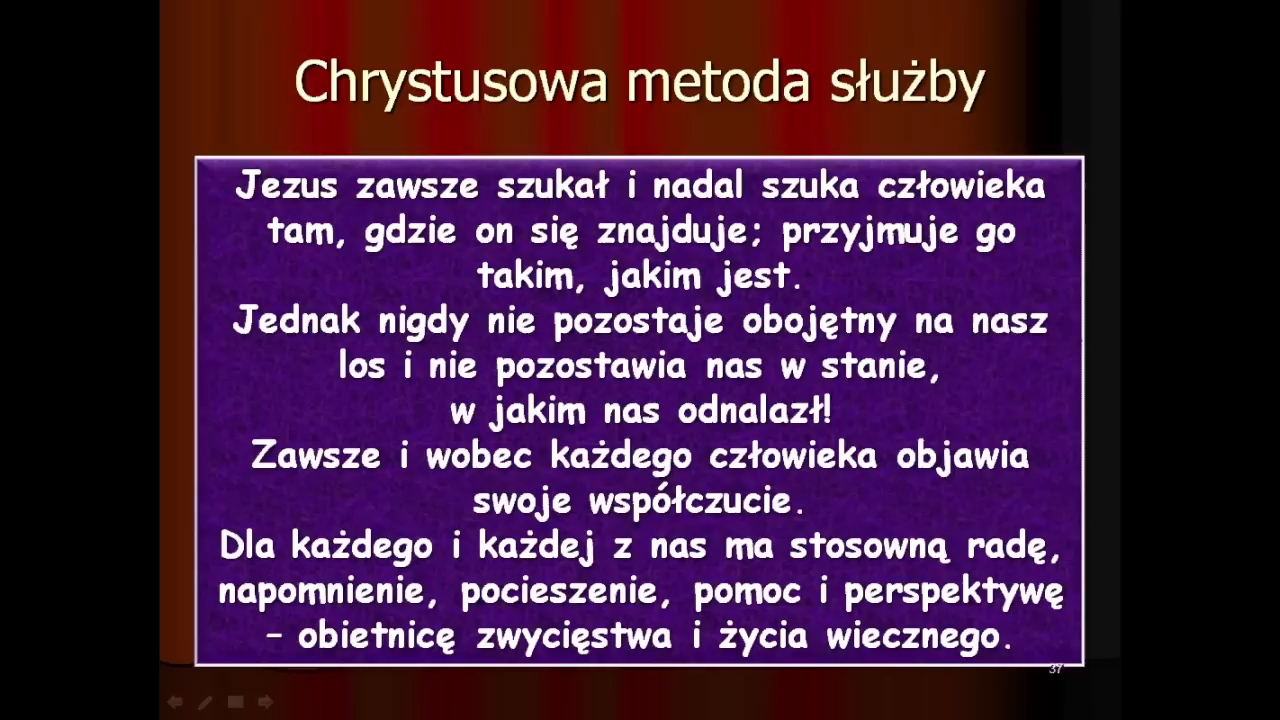 Chrystusowa metoda służby
Jezus zawsze szukał i nadal szuka człowieka
tam, gdzie on się znajduje; przyjmuje go
takim, jakim jest.
Jednak nigdy nie pozostaje obojętny na nasz
los i nie pozostawia nas w stanie,
w jakim nas odnalazł!
Zawsze i wobec każdego człowieka objawia
swoje współczucie.
Dla każdego i każdej z nas ma stosowną radę,
napomnienie, pocieszenie, pomoc i perspektywę
– obietnicę zwycięstwa i życia wiecznego.
37